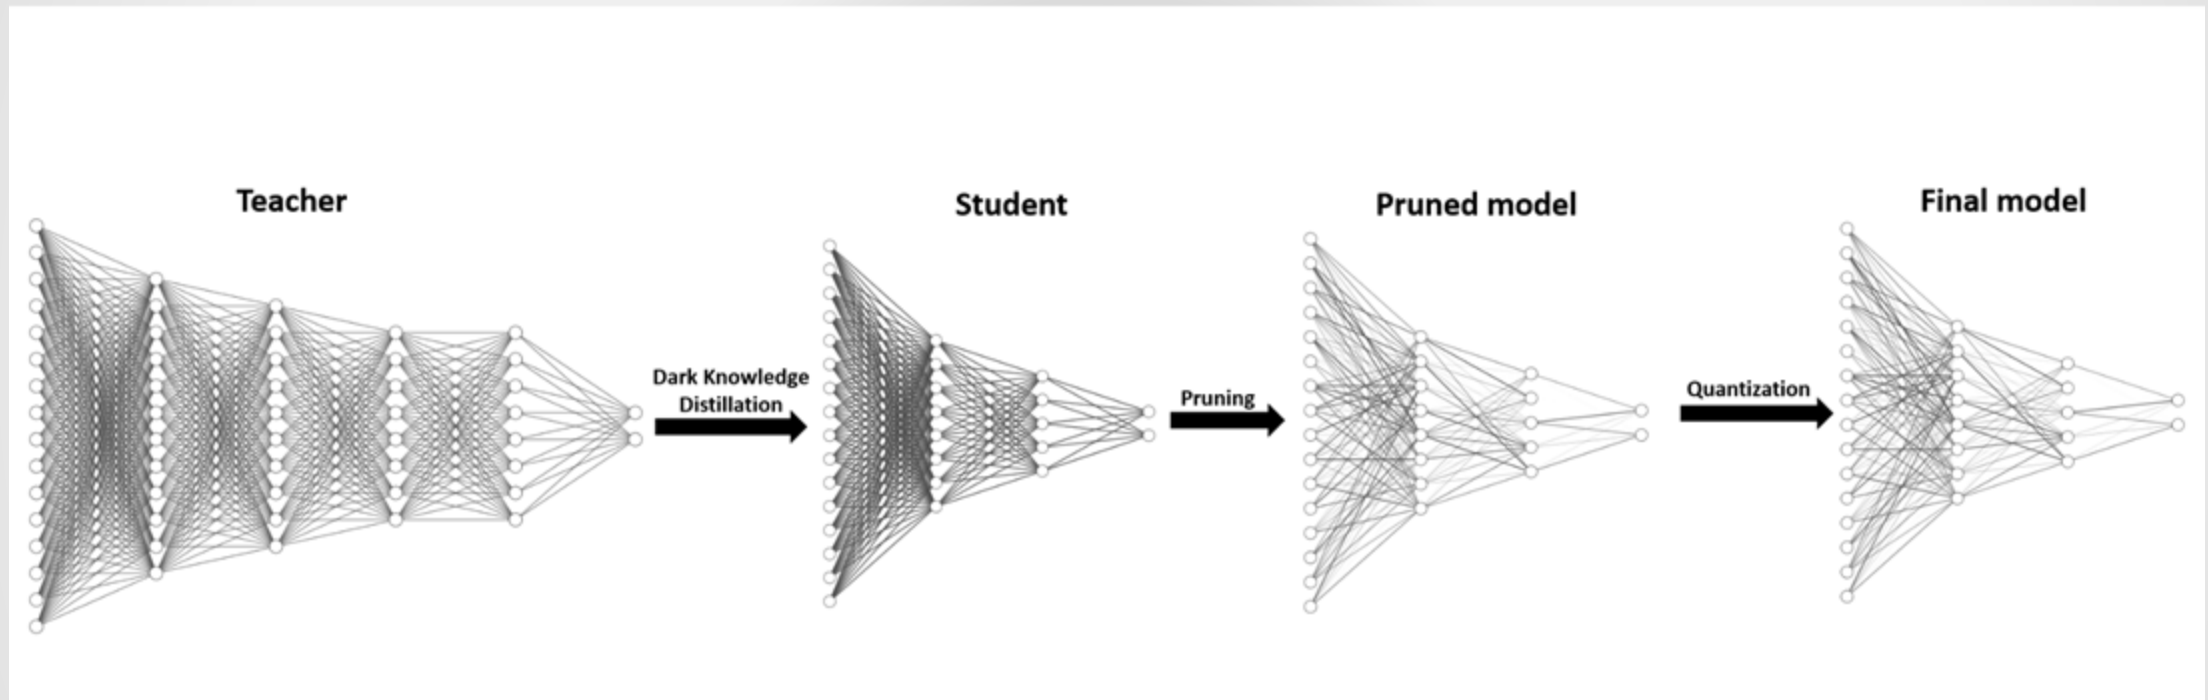 Teacher
Dark Knowledge
Distillation
Student
Pruning
Pruned model
Quantization
Final model